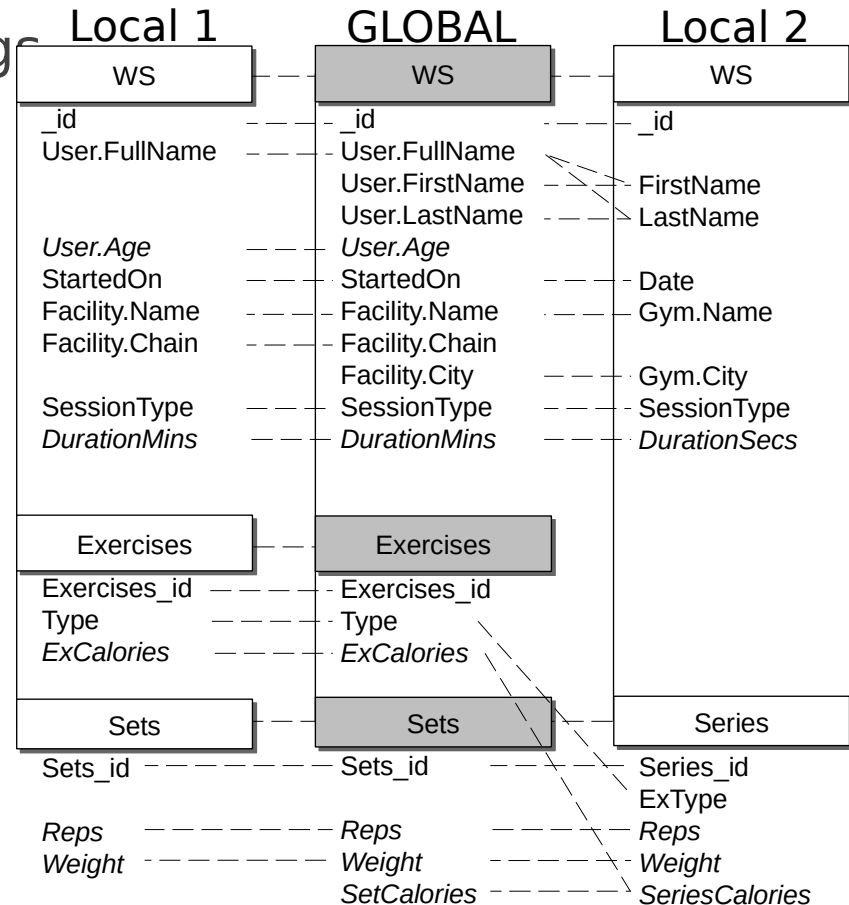 Local 1 GLOBAL Local 2
WS WS WS
_id _id _id
User.FullName User.FullName
User.FirstName FirstName
User.LastName LastName
User.Age User.Age
StartedOn StartedOn Date
Facility.Name Facility.Name Gym.Name
Facility.Chain Facility.Chain
Facility.City Gym.City
SessionType SessionType SessionType
DurationMins DurationMins DurationSecs
Exercises Exercises
Exercises_id Exercises_id
Type Type
ExCalories ExCalories
Sets Sets Series
Sets_id Sets_id Series_id
ExType
Reps Reps Reps
Weight Weight Weight
SetCalories SeriesCalories